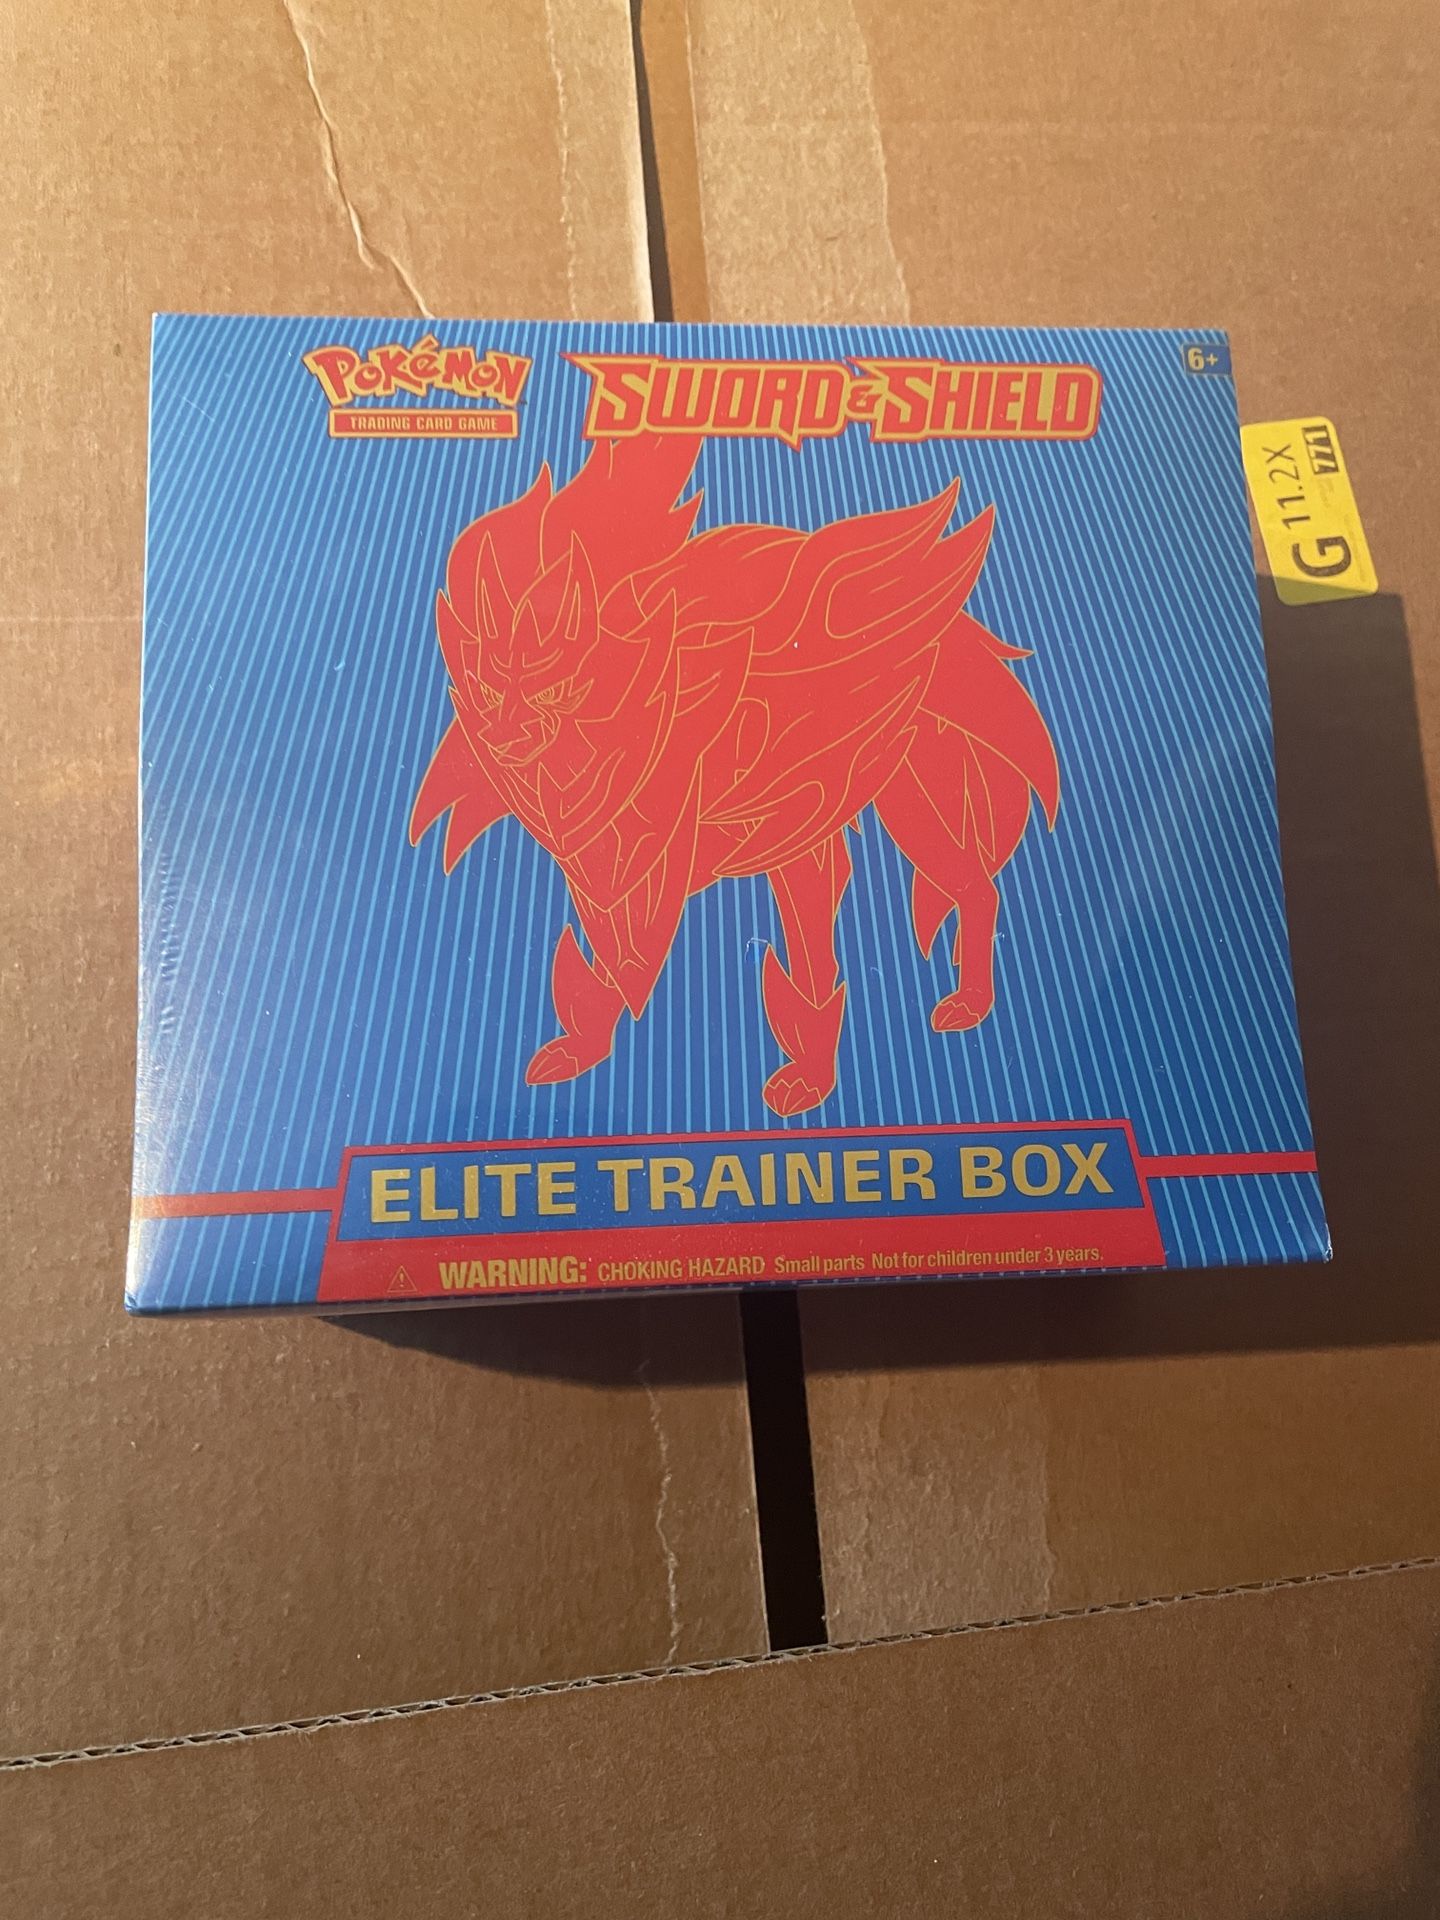 POKéMON
TRADING CARD GAME
SWORD & SHIELD
6+
G 11.2X
771
ELITE TRAINER BOX
WARNING: CHOKING HAZARD Small parts Not for children under 3 years.